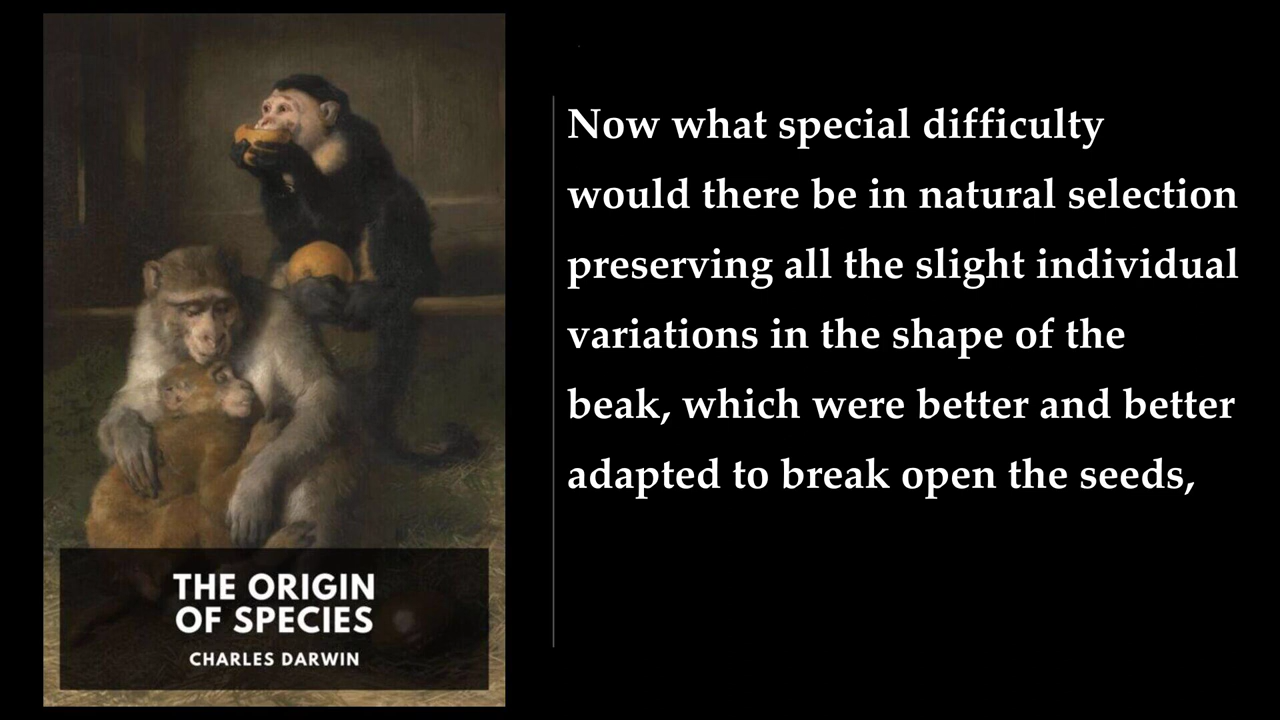 THE ORIGIN
OF SPECIES
CHARLES DARWIN
Now what special difficulty
would there be in natural selection
preserving all the slight individual
variations in the shape of the
beak, which were better and better
adapted to break open the seeds,